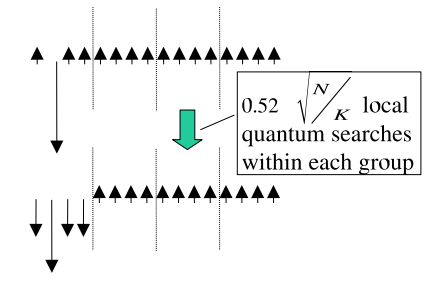 0.52 √N/K local
quantum searches
within each group